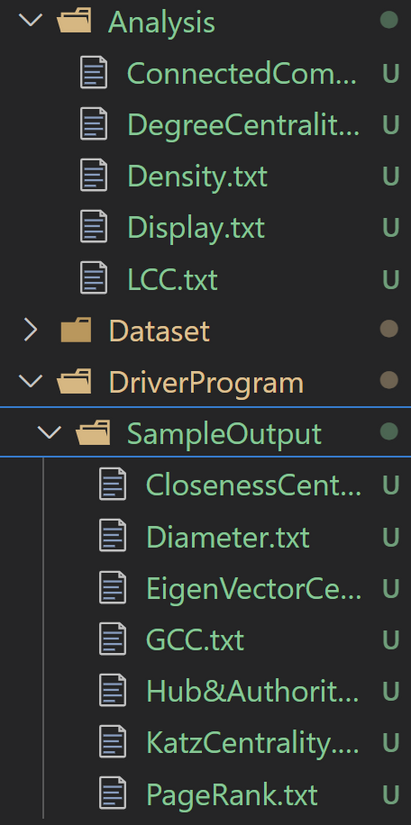 Analysis
ConnectedCom... U
DegreeCentralit... U
Density.txt U
Display.txt U
LCC.txt U
Dataset
DriverProgram
SampleOutput
ClosenessCent... U
Diameter.txt U
EigenVectorCe... U
GCC.txt U
Hub&Authorit... U
KatzCentrality.... U
PageRank.txt U